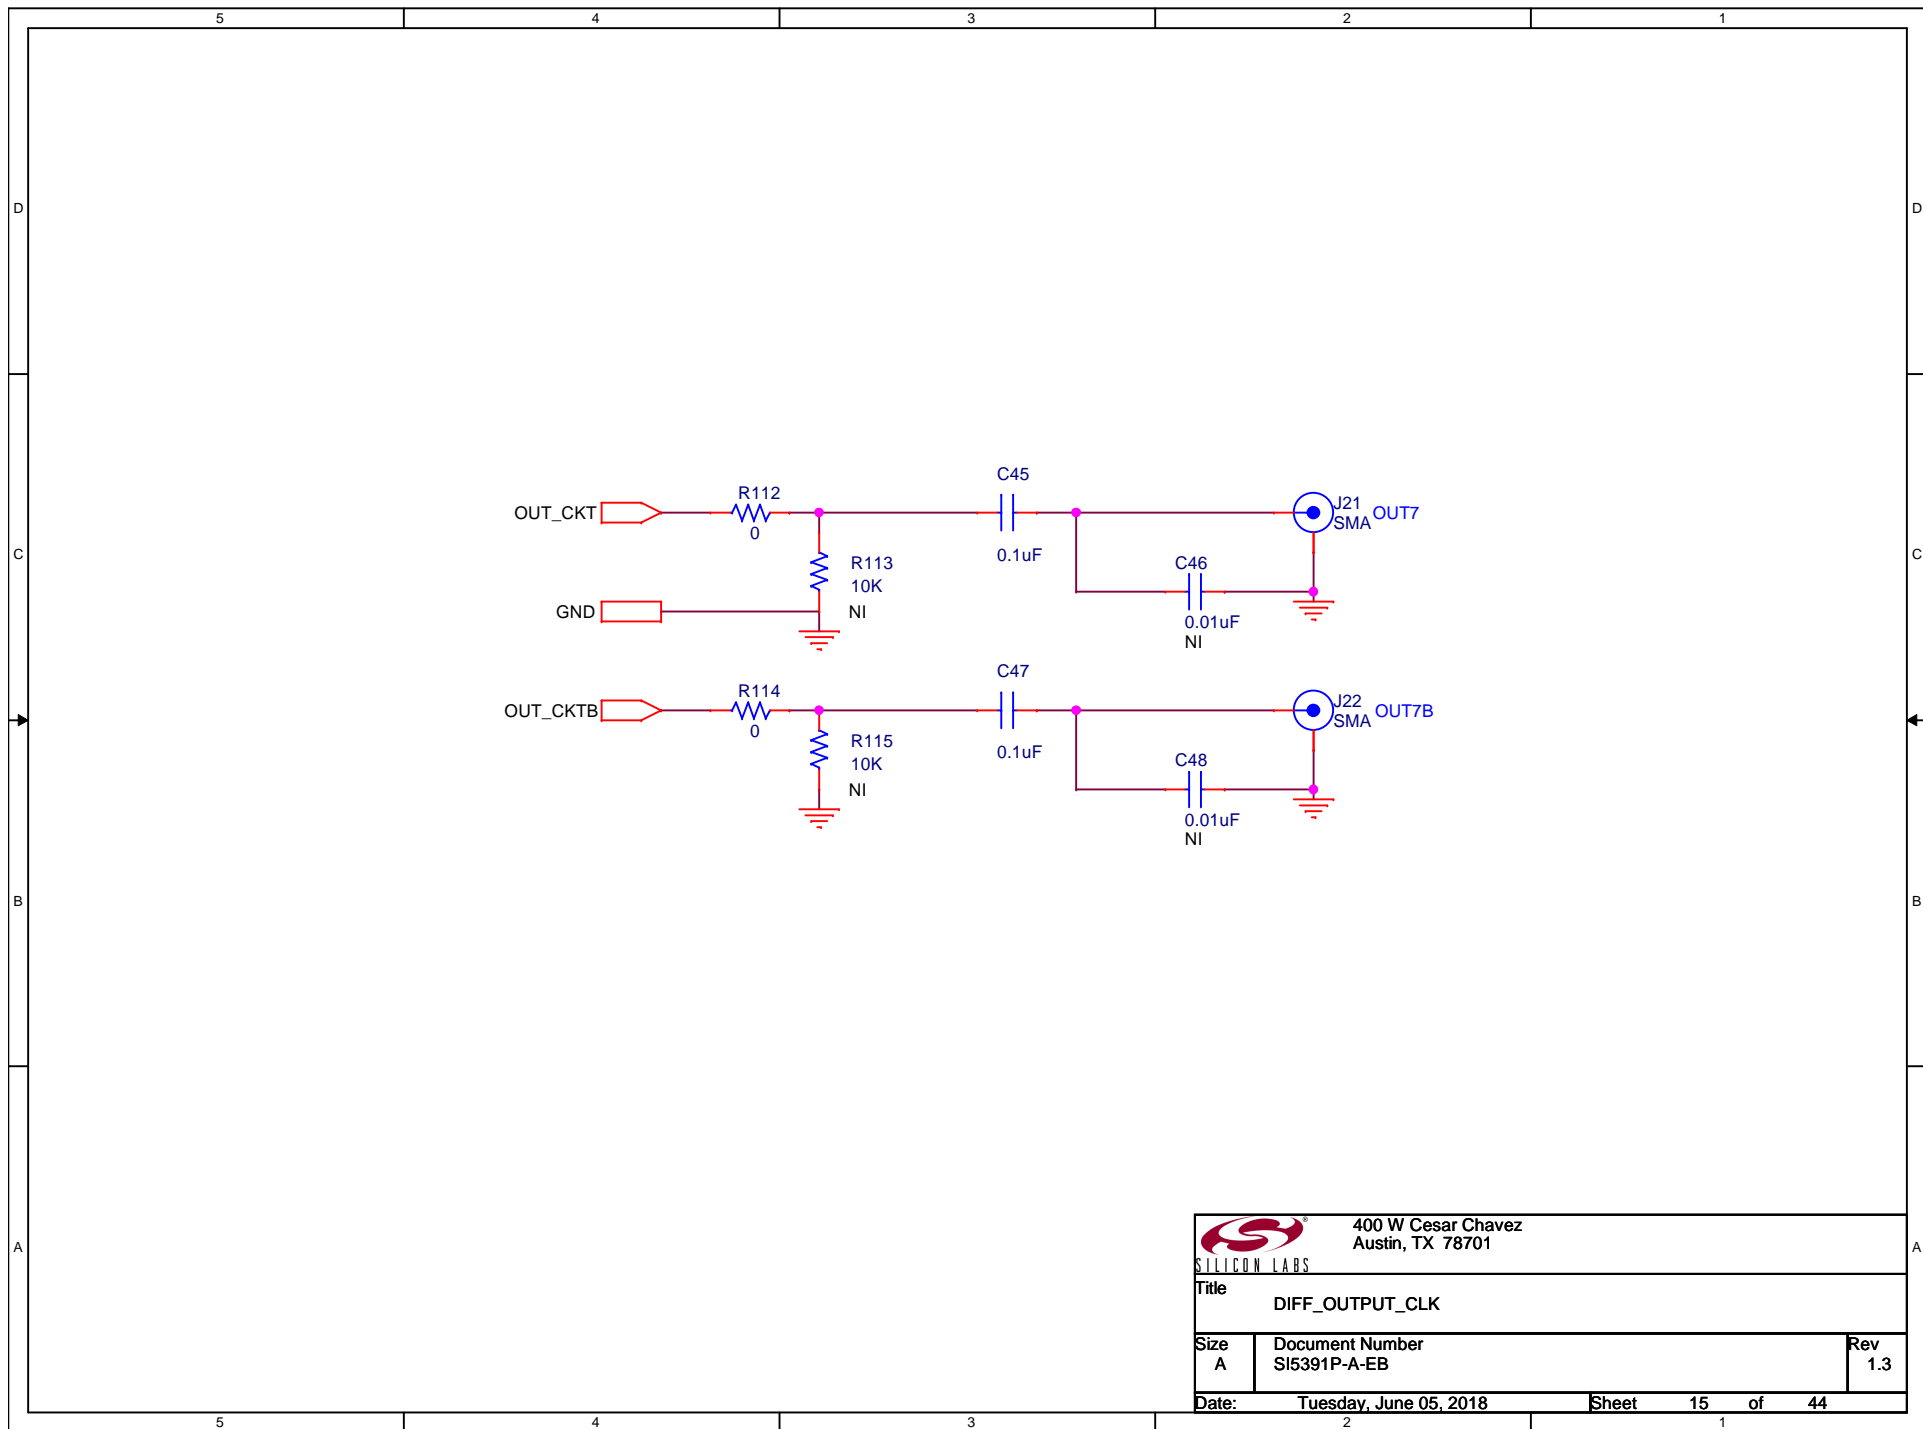 5 4 3 2 1
D D
C C
B B
A A
C45
R112
OUT_CKT
0
J21
SMA
OUT7
0.1uF
R113
10K
NI
C46
0.01uF
NI
GND
C47
R114
OUT_CKTB
0
J22
SMA
OUT7B
0.1uF
R115
10K
NI
C48
0.01uF
NI
400 W Cesar Chavez
Austin, TX 78701
SILICON LABS
®
Title
DIFF_OUTPUT_CLK
Size
A
Document Number
SI5391P-A-EB
Rev
1.3
Date: Tuesday, June 05, 2018 Sheet 15 of 44
5 4 3 2 1